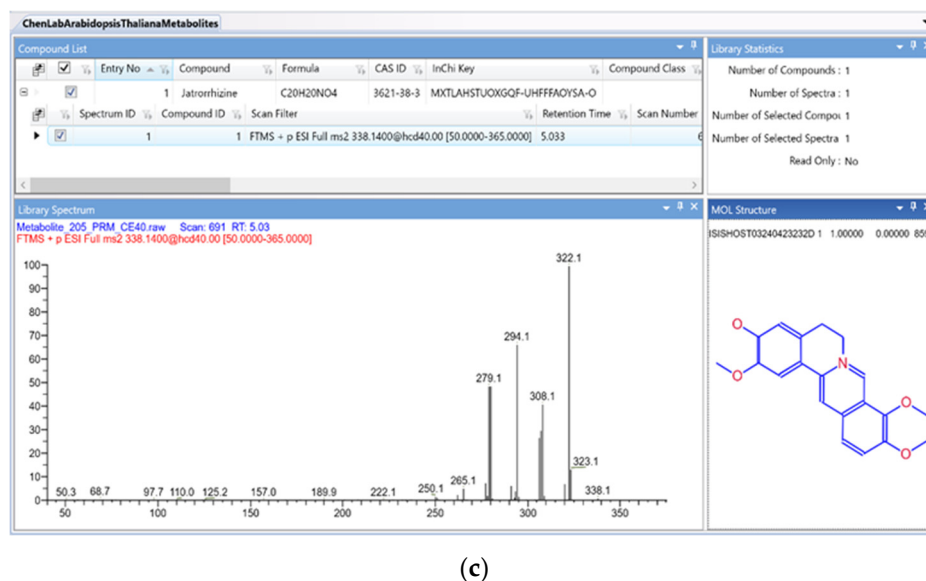 ChenLabArabidopsisThalianaMetabolites
Compound List
Entry No Compound Formula CAS ID InChi Key Compound Class
1 Jatrorrhizine C20H20NO4 3621-38-3 MXTLAHSTUOXGQF-UHFFFAOYSA-O
Spectrum ID Compound ID Scan Filter Retention Time Scan Number
1 1 FTMS + p ESI Full ms2 338.1400@hcd40.00 [50.0000-365.0000] 5.033 6
Library Statistics
Number of Compounds : 1
Number of Spectra : 1
Number of Selected Compou 1
Number of Selected Spectra 1
Read Only : No
Library Spectrum
Metabolite_205_PRM_CE40.raw Scan: 691 RT: 5.03
FTMS + p ESI Full ms2 338.1400@hcd40.00 [50.0000-365.0000]
100
90
80
70
60
50
40
30
20
10
0
322.1
294.1
279.1
308.1
323.1
265.1
250.1
338.1
50.3 68.7 97.7 110.0 125.2 157.0 189.9 222.1
50 100 150 200 250 300 350
MOL Structure
ISISHOST03240423232D 1 1.00000 0.00000 859
O
O
N
O
O
(c)